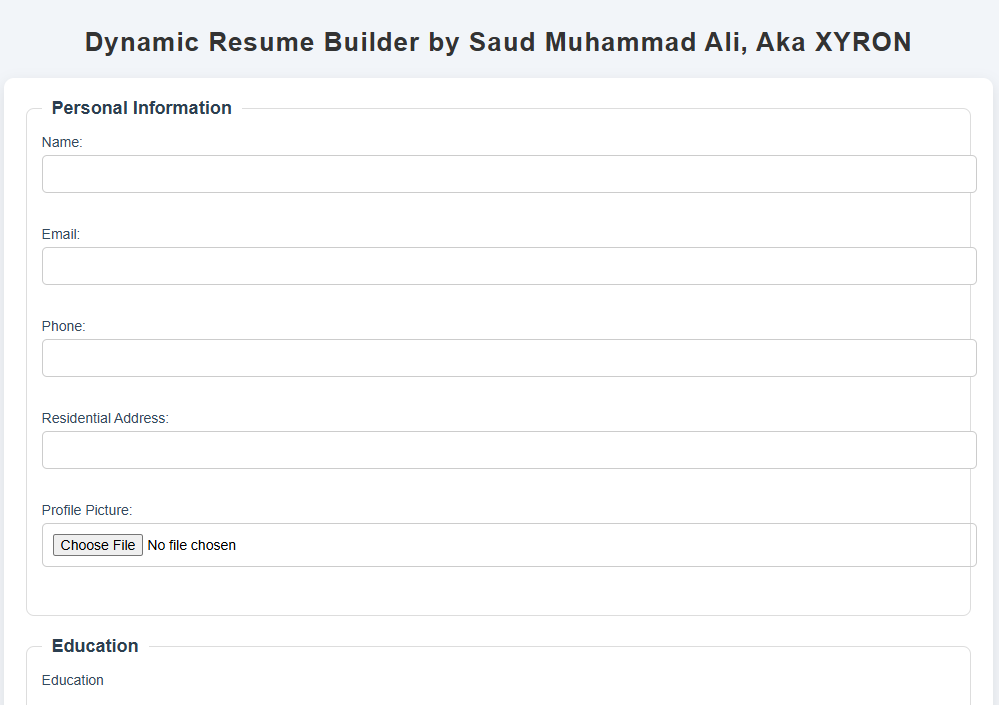 Dynamic Resume Builder by Saud Muhammad Ali, Aka XYRON
Personal Information
Name:
Email:
Phone:
Residential Address:
Profile Picture:
Choose File No file chosen
Education
Education